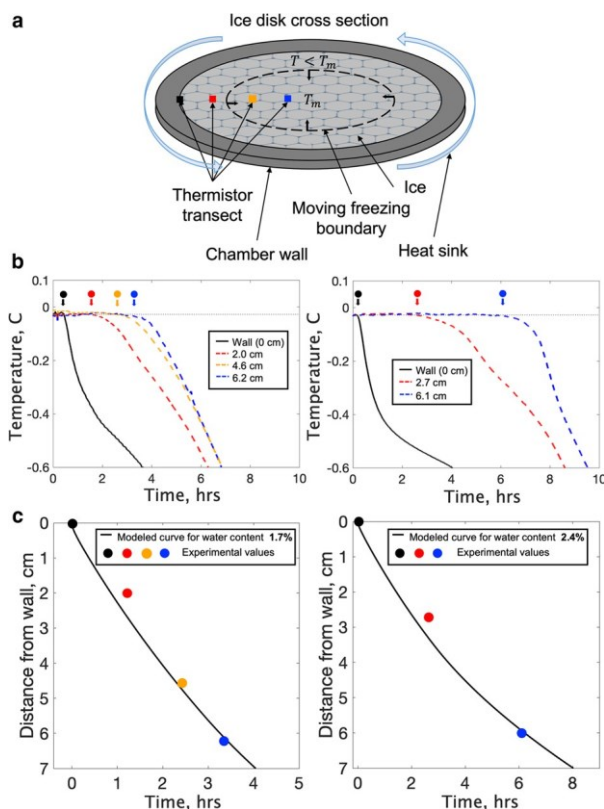 a
Ice disk cross section
T < Tm
Tm
Thermistor
transect
Ice
Moving freezing
boundary
Chamber wall
Heat sink
b
0.1
0
-0.2
-0.4
-0.6
Temperature, C
Wall (0 cm)
2.0 cm
4.6 cm
6.2 cm
0 2 4 6 8 10
Time, hrs
0.1
0
-0.2
-0.4
-0.6
Temperature, C
Wall (0 cm)
2.7 cm
6.1 cm
0 2 4 6 8 10
Time, hrs
c
0
1
2
3
4
5
6
7
Distance from wall, cm
Modeled curve for water content 1.7%
Experimental values
0 1 2 3 4 5
Time, hrs
0
1
2
3
4
5
6
7
Distance from wall, cm
Modeled curve for water content 2.4%
Experimental values
0 2 4 6 8
Time, hrs